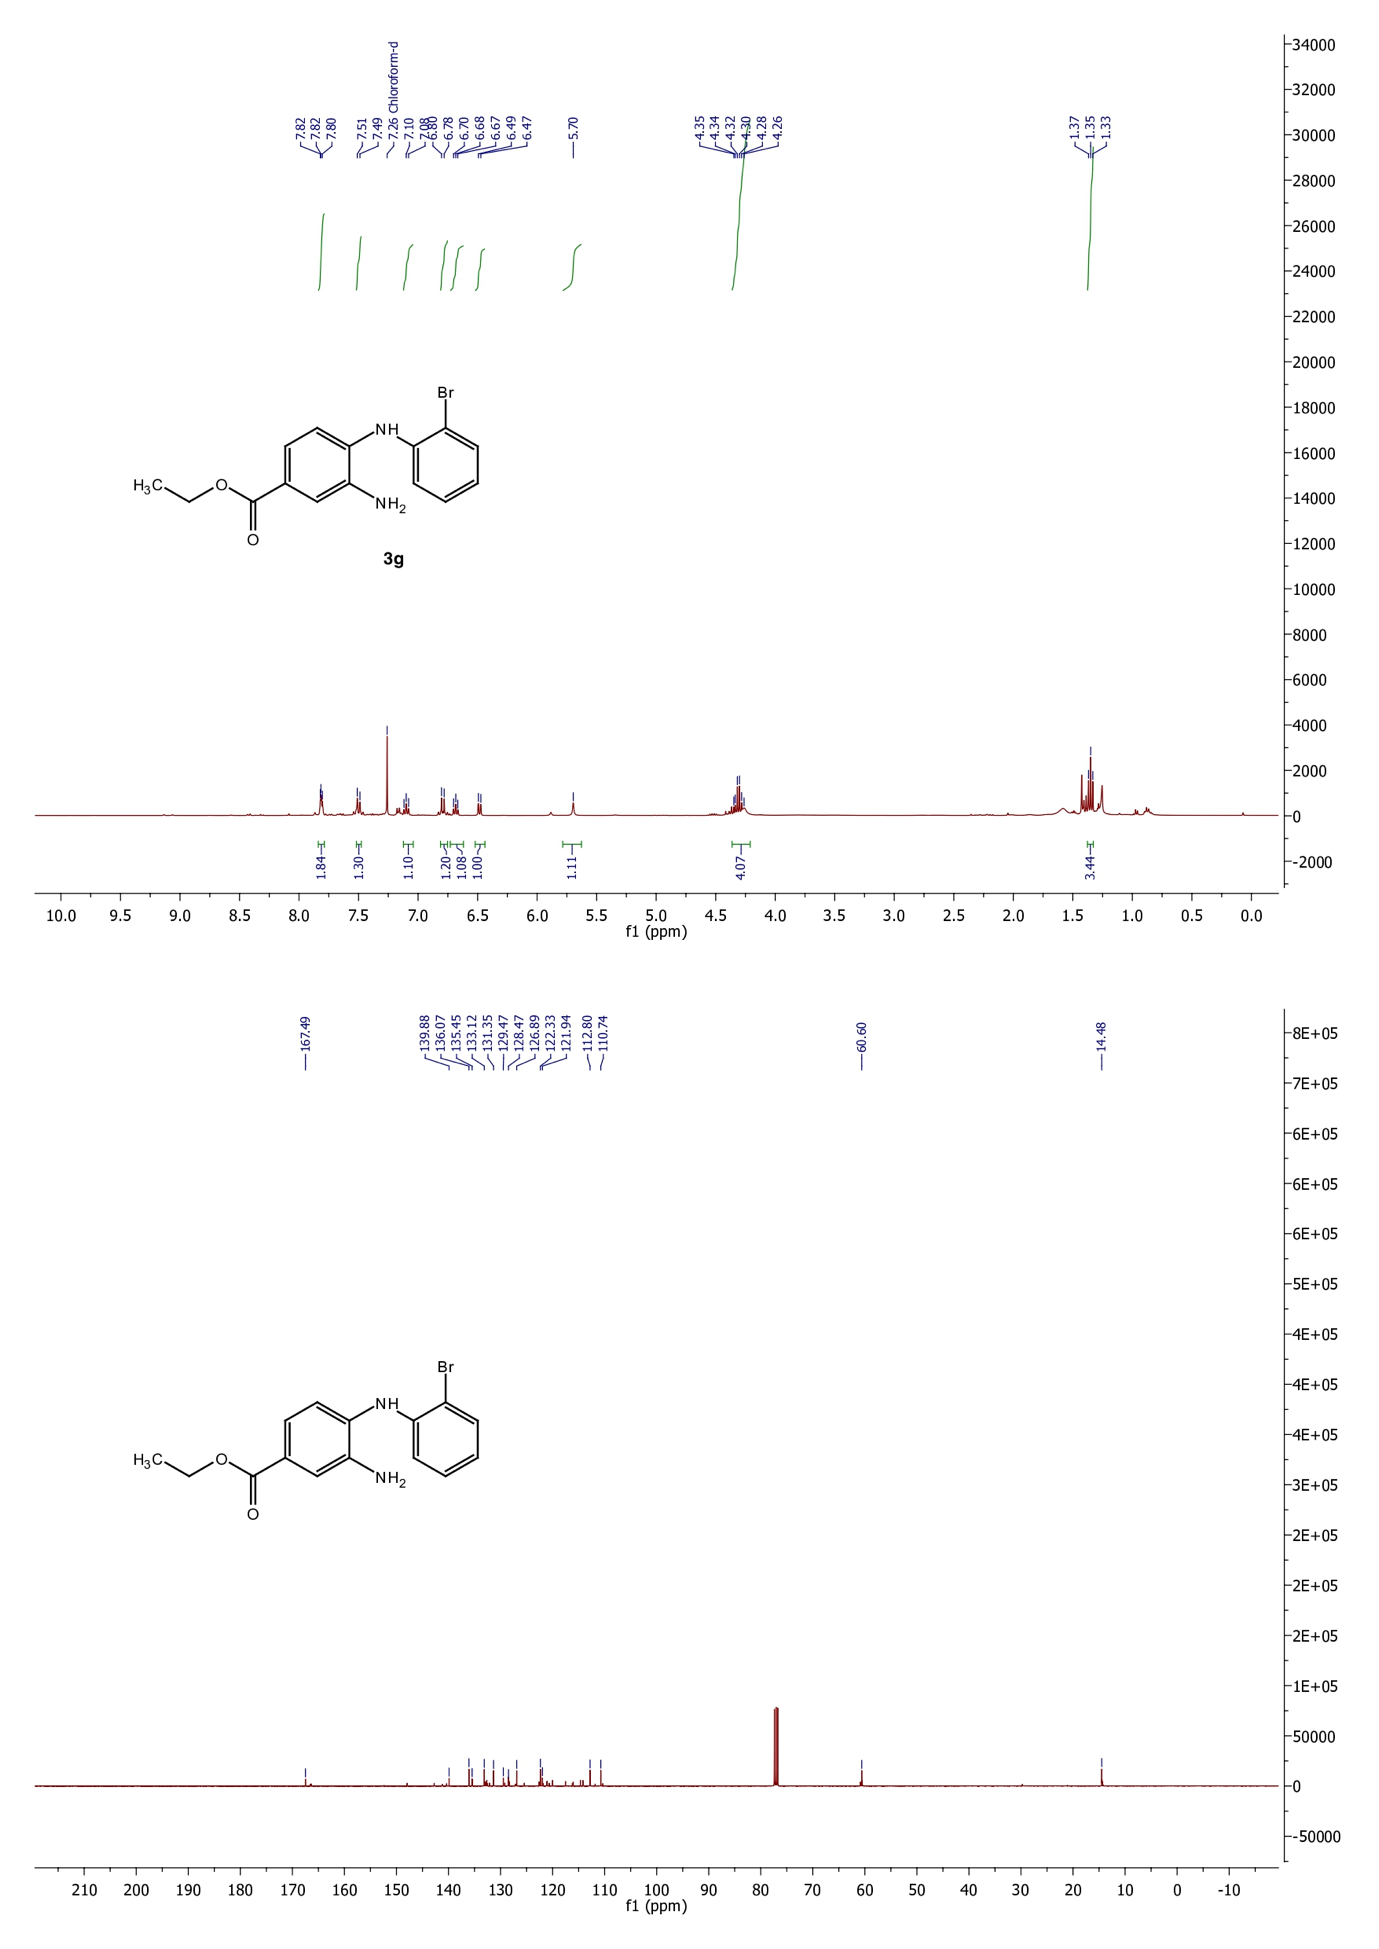 7.82
7.82
7.80
7.51
7.49
7.26 Chloroform-d
7.10
7.08
6.80
6.78
6.70
6.68
6.67
6.49
6.47
5.70
4.35
4.34
4.32
4.30
4.28
4.26
1.37
1.35
1.33
34000
32000
30000
28000
26000
24000
22000
20000
18000
16000
14000
12000
10000
8000
6000
4000
2000
0
-2000
Br
NH
H3C
O
NH2
O
3g
1.84
1.30
1.10
1.20
1.08
1.00
1.11
4.07
3.44
10.0 9.5 9.0 8.5 8.0 7.5 7.0 6.5 6.0 5.5 5.0 4.5 4.0 3.5 3.0 2.5 2.0 1.5 1.0 0.5 0.0
f1 (ppm)
167.49
139.88
136.07
135.45
133.12
131.35
129.47
128.47
126.89
122.33
121.94
112.80
110.74
60.60
14.48
8E+05
7E+05
6E+05
6E+05
6E+05
5E+05
4E+05
4E+05
4E+05
3E+05
2E+05
2E+05
2E+05
1E+05
50000
0
-50000
Br
NH
H3C
O
NH2
O
210 200 190 180 170 160 150 140 130 120 110 100 90 80 70 60 50 40 30 20 10 0 -10
f1 (ppm)